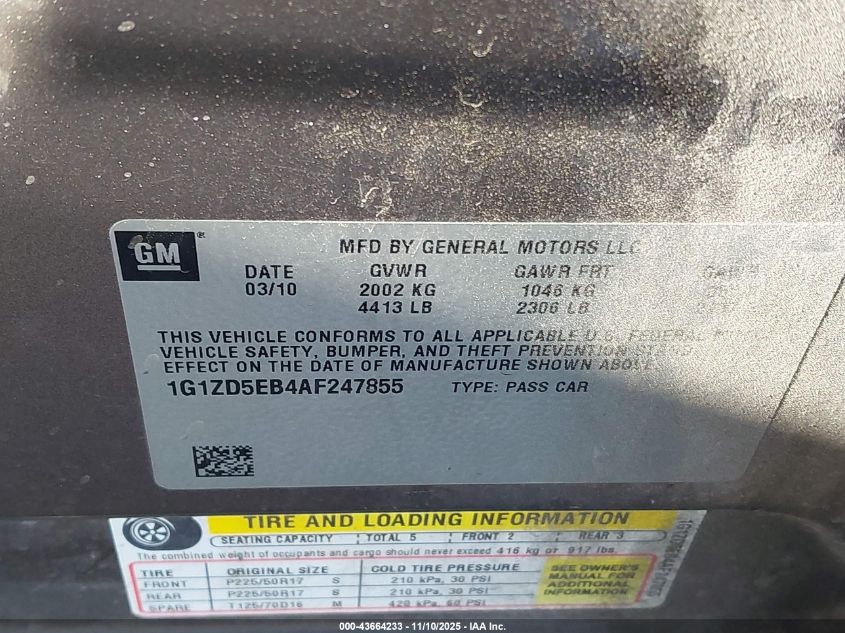 GM ®
MFD BY GENERAL MOTORS LLC
DATE GVWR GAWR FRT GAWR
03/10 2002 KG 1046 KG
4413 LB 2306 LB
THIS VEHICLE CONFORMS TO ALL APPLICABLE U.S. FEDERAL
VEHICLE SAFETY, BUMPER, AND THEFT PREVENTION
EFFECT ON THE DATE OF MANUFACTURE SHOWN ABOVE.
1G1ZD5EB4AF247855 TYPE: PASS CAR
TIRE AND LOADING INFORMATION
SEATING CAPACITY TOTAL 5 FRONT 2 REAR 3
The combined weight of occupants and cargo should never exceed 416 kg or 917 lbs.
TIRE ORIGINAL SIZE COLD TIRE PRESSURE
FRONT P225/50R17 S 210 kPa, 30 PSI
REAR P225/50R17 S 210 kPa, 30 PSI
SPARE T125/70D16 M 420 kPa, 60 PSI
SEE OWNER'S
MANUAL FOR
ADDITIONAL
INFORMATION
000-43664233 - 11/10/2025 - IAA Inc.